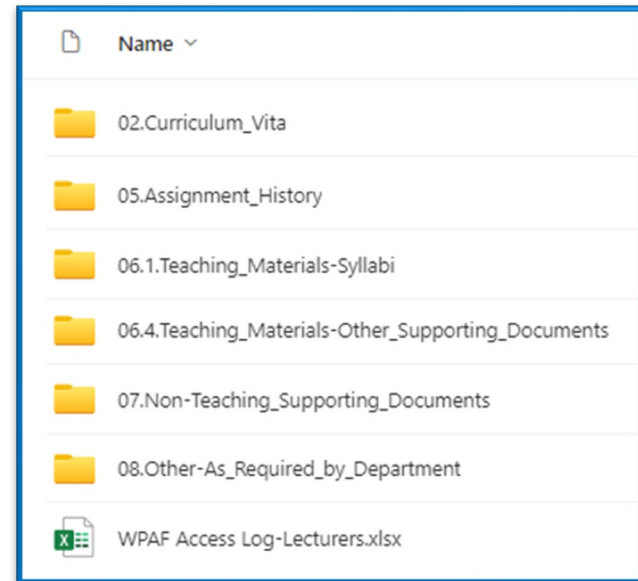 Name
02.Curriculum_Vita
05.Assignment_History
06.1.Teaching_Materials-Syllabi
06.4.Teaching_Materials-Other_Supporting_Documents
07.Non-Teaching_Supporting_Documents
08.Other-As_Required_by_Department
WPAF Access Log-Lecturers.xlsx